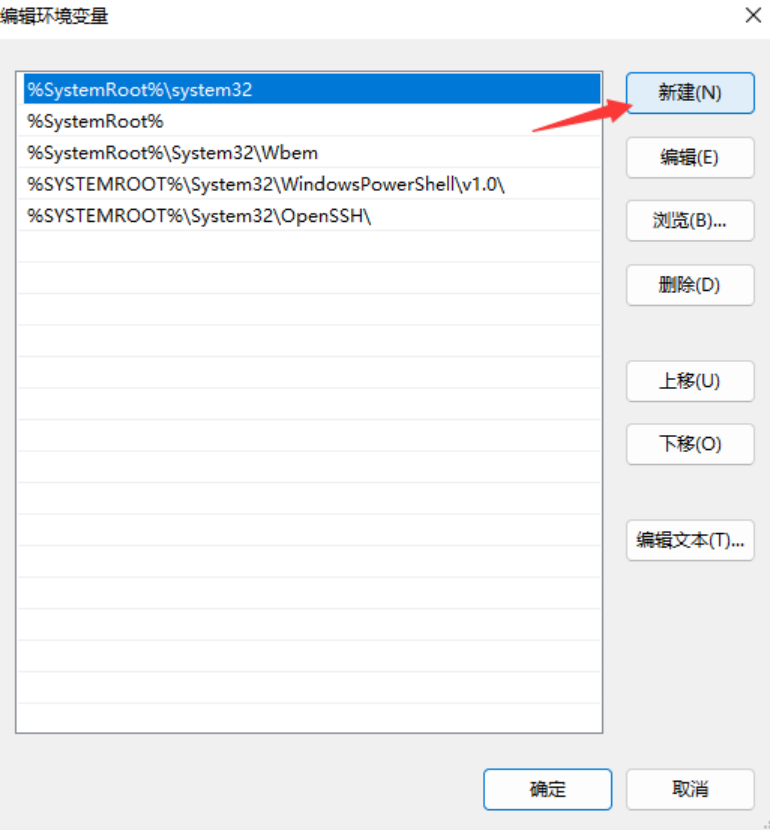 编辑环境变量
%SystemRoot%\system32
%SystemRoot%
%SystemRoot%\System32\Wbem
%SYSTEMROOT%\System32\WindowsPowerShell\v1.0\
%SYSTEMROOT%\System32\OpenSSH\
新建(N)
编辑(E)
浏览(B)...
删除(D)
上移(U)
下移(O)
编辑文本(T)...
确定
取消